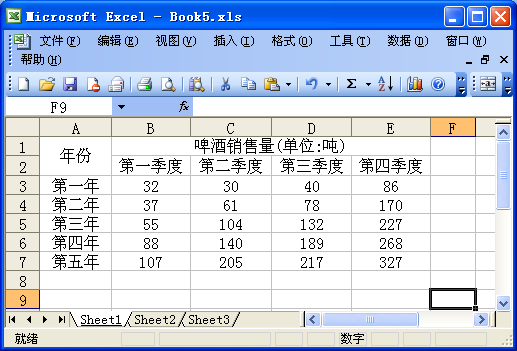 Microsoft Excel - Book5.xls
文件(F) 编辑(E) 视图(V) 插入(I) 格式(O) 工具(T) 数据(D) 窗口(W)
帮助(H)
F9 fx
A B C D E F
1 年份 啤酒销售量(单位:吨)
2 第一季度 第二季度 第三季度 第四季度
3 第一年 32 30 40 86
4 第二年 37 61 78 170
5 第三年 55 104 132 227
6 第四年 88 140 189 268
7 第五年 107 205 217 327
8
9
Sheet1 Sheet2 Sheet3
就绪 数字